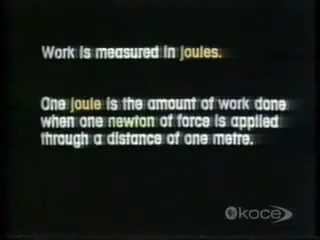 Work is measured in joules.
One joule is the amount of work done
when one newton of force is applied
through a distance of one metre.
koce